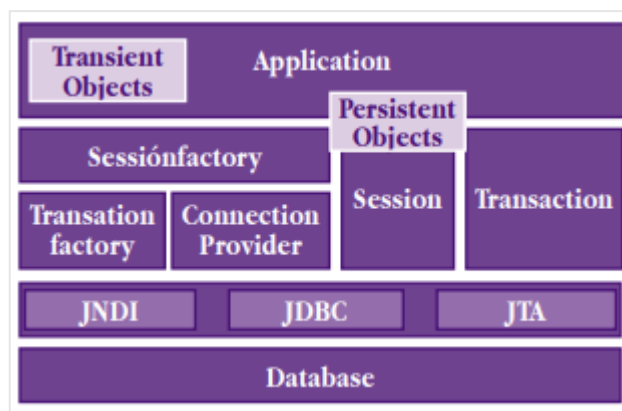 Transient
Objects
Application
Persistent
Objects
Sessiónfactory
Session
Transaction
Transation
factory
Connection
Provider
JNDI
JDBC
JTA
Database